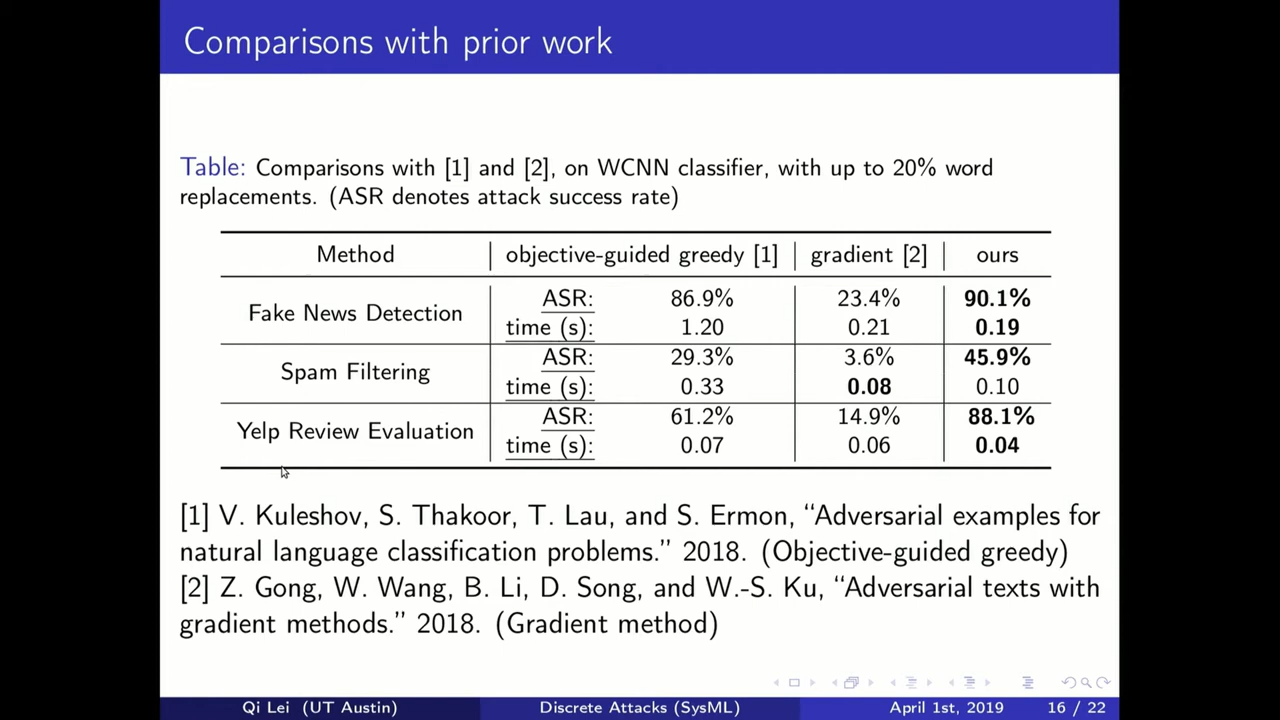 Comparisons with prior work
Table: Comparisons with [1] and [2], on WCNN classifier, with up to 20% word
replacements. (ASR denotes attack success rate)
Method objective-guided greedy [1] gradient [2] ours
Fake News Detection ASR: 86.9% 23.4% 90.1%
time (s): 1.20 0.21 0.19
Spam Filtering ASR: 29.3% 3.6% 45.9%
time (s): 0.33 0.08 0.10
Yelp Review Evaluation ASR: 61.2% 14.9% 88.1%
time (s): 0.07 0.06 0.04
[1] V. Kuleshov, S. Thakoor, T. Lau, and S. Ermon, “Adversarial examples for
natural language classification problems.” 2018. (Objective-guided greedy)
[2] Z. Gong, W. Wang, B. Li, D. Song, and W.-S. Ku, “Adversarial texts with
gradient methods.” 2018. (Gradient method)
Qi Lei (UT Austin) Discrete Attacks (SysML) April 1st, 2019 16 / 22